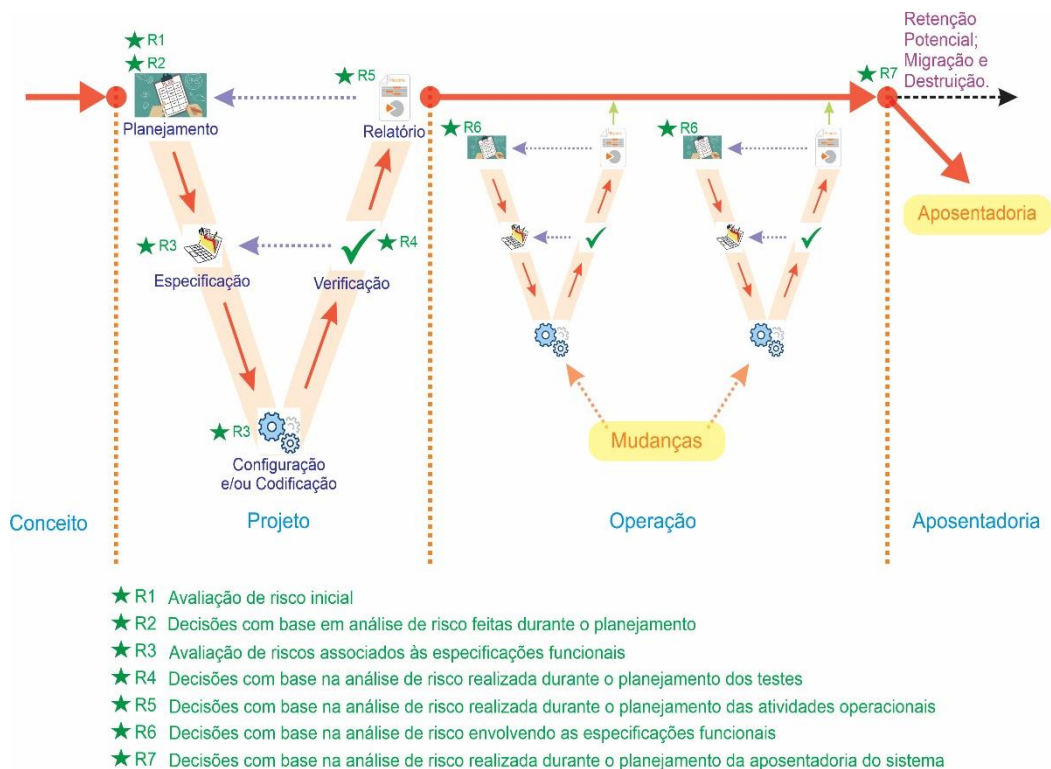 Retenção
Potencial;
Migração e
Destruição.
★ R1
★ R2
★ R5
★ R7
Planejamento
Relatório
★ R6
★ R6
Aposentadoria
★ R3
★ R4
Especificação
Verificação
★ R3
Mudanças
Configuração
e/ou Codificação
Conceito
Projeto
Operação
Aposentadoria
★ R1 Avaliação de risco inicial
★ R2 Decisões com base em análise de risco feitas durante o planejamento
★ R3 Avaliação de riscos associados às especificações funcionais
★ R4 Decisões com base na análise de risco realizada durante o planejamento dos testes
★ R5 Decisões com base na análise de risco realizada durante o planejamento das atividades operacionais
★ R6 Decisões com base na análise de risco envolvendo as especificações funcionais
★ R7 Decisões com base na análise de risco realizada durante o planejamento da aposentadoria do sistema